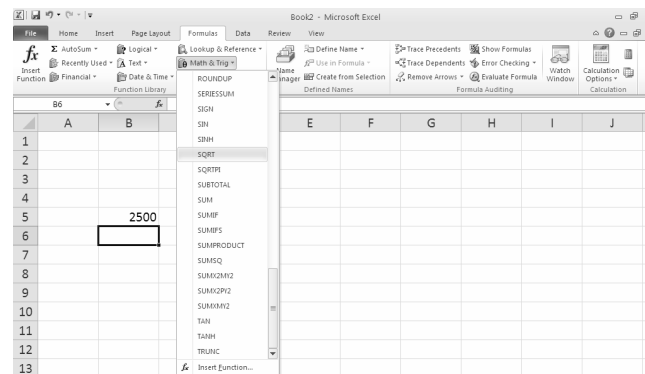 Book2 - Microsoft Excel
File Home Insert Page Layout Formulas Data Review View
fx Insert Function
Σ AutoSum
Recently Used
Financial
Logical
Text
Date & Time
Lookup & Reference
Math & Trig
Function Library
Name Manager
Define Name
Use in Formula
Create from Selection
Defined Names
Trace Precedents
Trace Dependents
Remove Arrows
Show Formulas
Error Checking
Evaluate Formula
Formula Auditing
Watch Window
Calculation Options
Calculation
B6 fx
A B E F G H I J
1
2
3
4
5 2500
6
7
8
9
10
11
12
13
ROUNDUP
SERIESSUM
SIGN
SIN
SINH
SQRT
SQRTPI
SUBTOTAL
SUM
SUMIF
SUMIFS
SUMPRODUCT
SUMSQ
SUMX2MY2
SUMX2PY2
SUMXMY2
TAN
TANH
TRUNC
fx Insert Function...